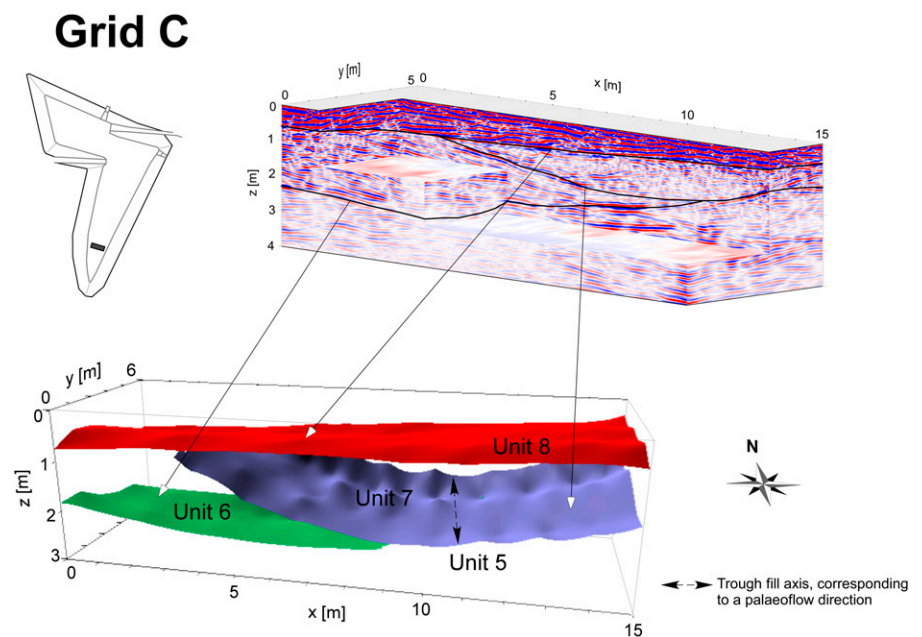 Grid C
y [m]
0
5
0
x [m]
5
10
15
0
1
2
3
4
z [m]
y [m]
6
0
0
1
2
3
z [m]
Unit 8
Unit 7
Unit 6
Unit 5
0
5
10
15
x [m]
N
Trough fill axis, corresponding
to a palaeoflow direction